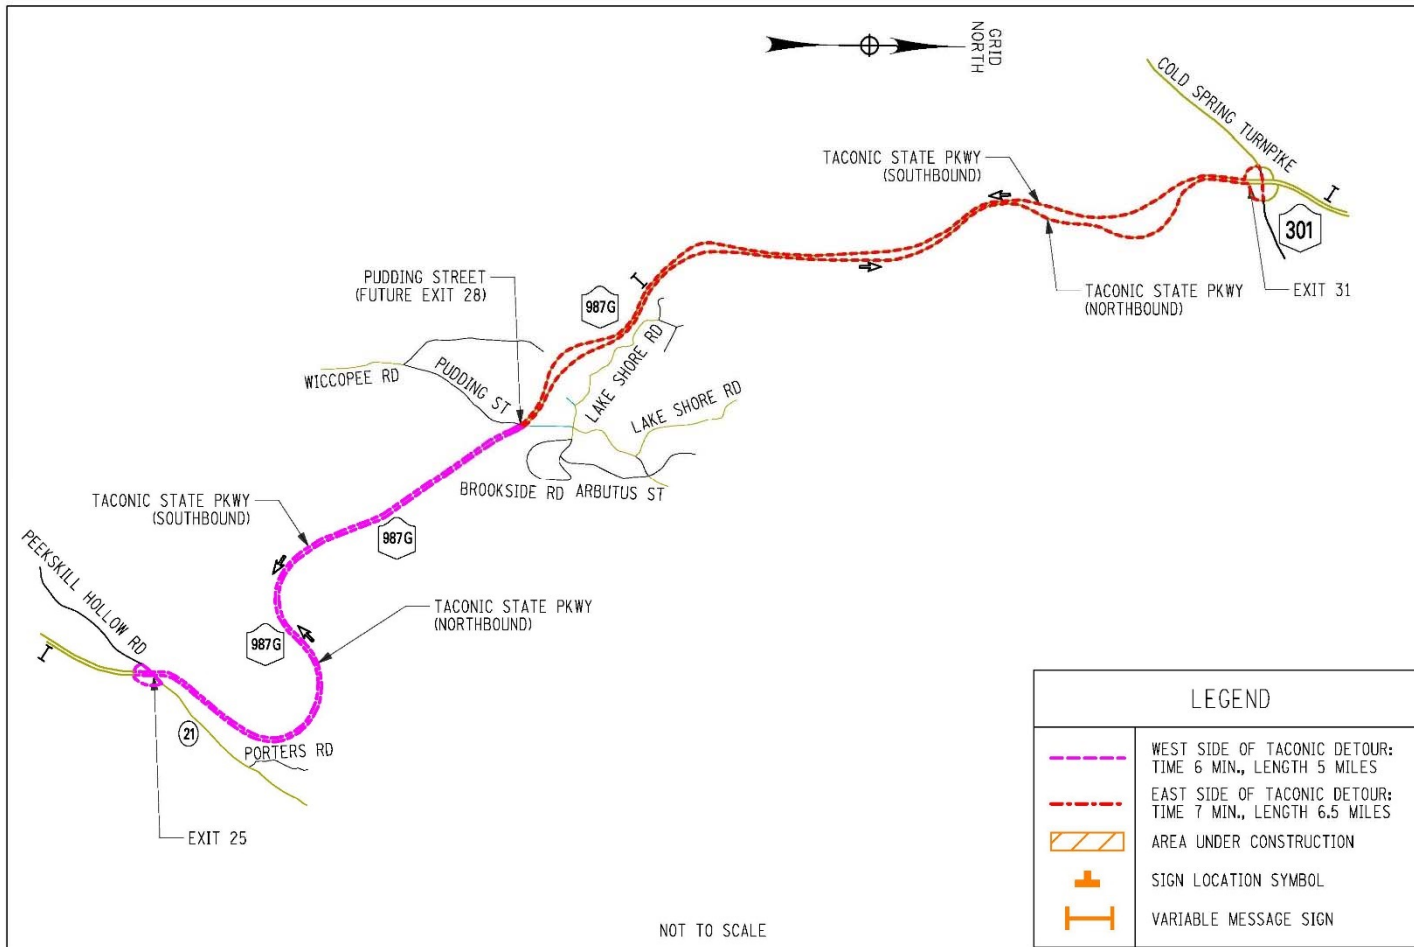 GRID
NORTH
COLD SPRING TURNPIKE
TACONIC STATE PKWY
(SOUTHBOUND)
301
PUDDING STREET
(FUTURE EXIT 28)
987G
TACONIC STATE PKWY
(NORTHBOUND)
EXIT 31
WICCOPEE RD
PUDDING ST
LAKE SHORE RD
LAKE SHORE RD
BROOKSIDE RD
ARBUTUS ST
TACONIC STATE PKWY
(SOUTHBOUND)
987G
PEEKSKILL HOLLOW RD
TACONIC STATE PKWY
(NORTHBOUND)
987G
21
PORTERS RD
EXIT 25
LEGEND
WEST SIDE OF TACONIC DETOUR:
TIME 6 MIN., LENGTH 5 MILES
EAST SIDE OF TACONIC DETOUR:
TIME 7 MIN., LENGTH 6.5 MILES
AREA UNDER CONSTRUCTION
SIGN LOCATION SYMBOL
VARIABLE MESSAGE SIGN
NOT TO SCALE